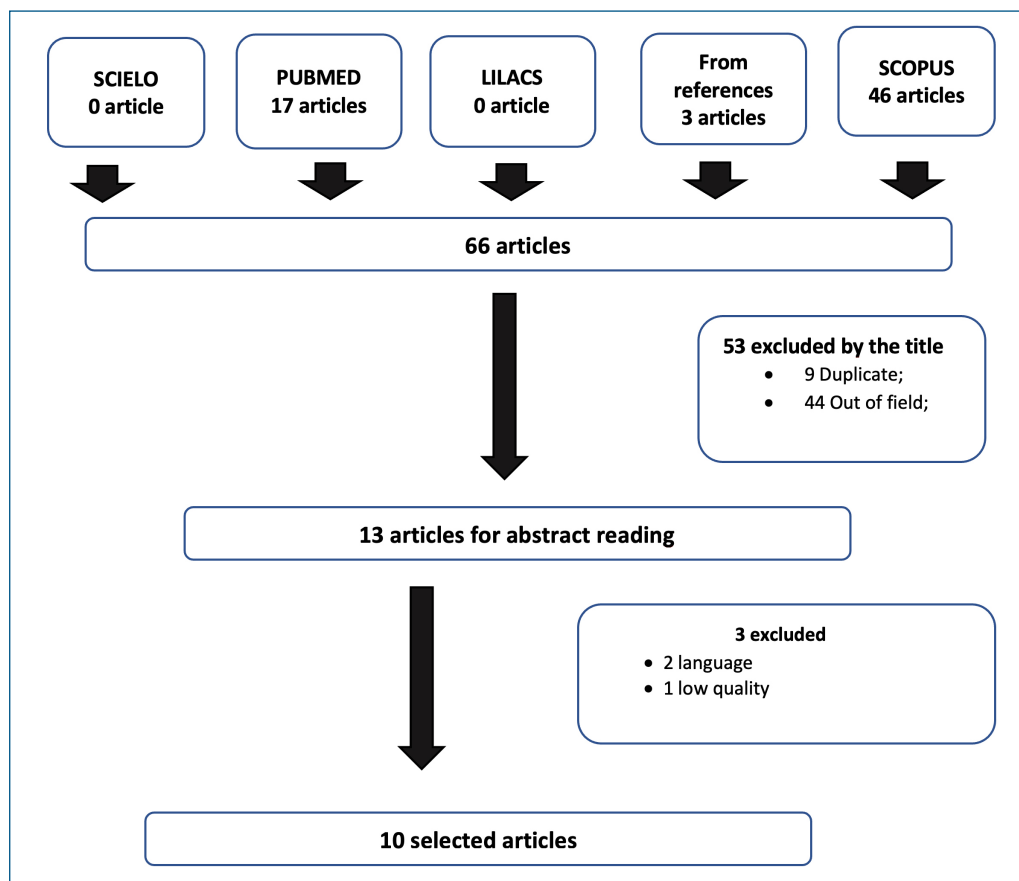 SCIELO
0 article
PUBMED
17 articles
LILACS
0 article
From
references
3 articles
SCOPUS
46 articles
66 articles
53 excluded by the title
• 9 Duplicate;
• 44 Out of field;
13 articles for abstract reading
3 excluded
• 2 language
• 1 low quality
10 selected articles